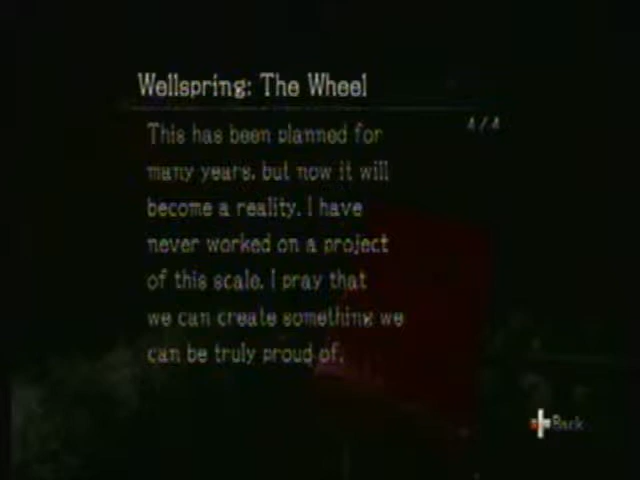 Wellspring: The Wheel
4/4
This has been planned for
many years, but now it will
become a reality. I have
never worked on a project
of this scale. I pray that
we can create something we
can be truly proud of.
Back